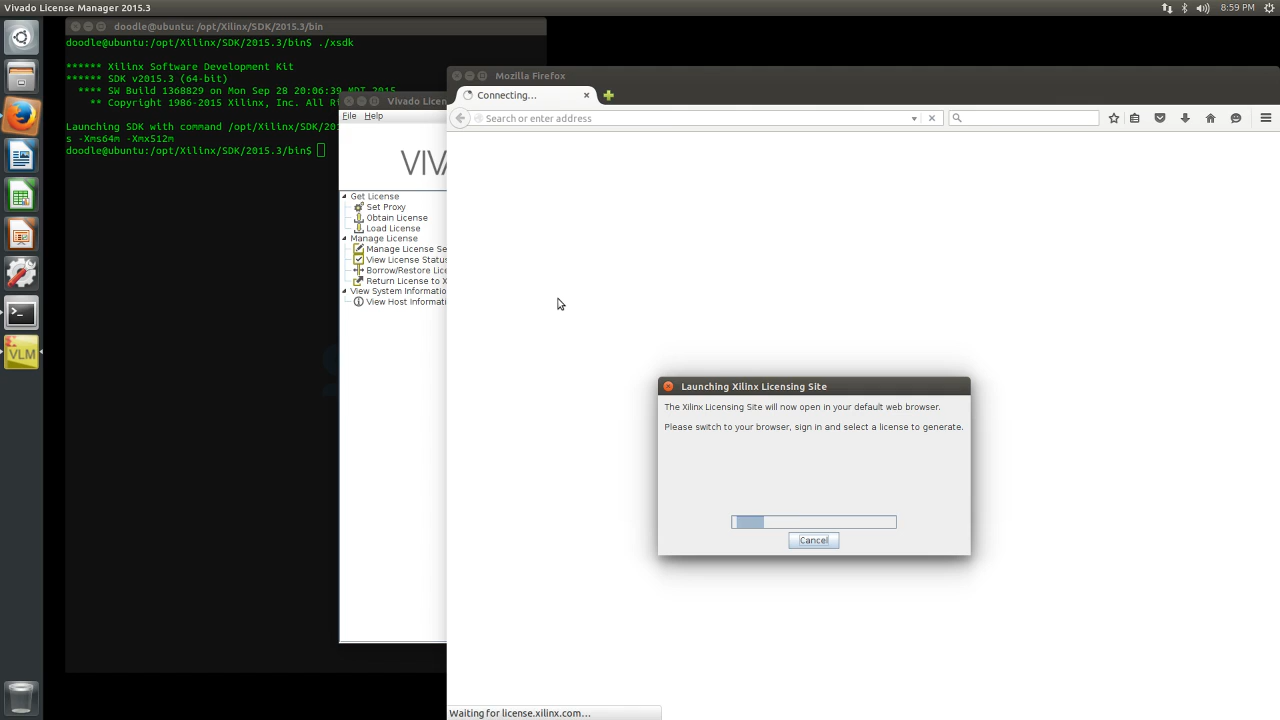 Vivado License Manager 2015.3
8:59 PM
doodle@ubuntu: /opt/Xilinx/SDK/2015.3/bin
doodle@ubuntu:/opt/Xilinx/SDK/2015.3/bin$ ./xsdk
****** Xilinx Software Development Kit
****** SDK v2015.3 (64-bit)
**** SW Build 1368829 on Mon Sep 28 20:06:39 MDT 2015
** Copyright 1986-2015 Xilinx, Inc. All Ri
Launching SDK with command /opt/Xilinx/SDK/201
s -Xms64m -Xmx512m
doodle@ubuntu:/opt/Xilinx/SDK/2015.3/bin$
VLM
Vivado Licen
File Help
VIV
Get License
Set Proxy
Obtain License
Load License
Manage License
Manage License Se
View License Status
Borrow/Restore Lice
Return License to X
View System Informatio
View Host Informati
Mozilla Firefox
Connecting...
Search or enter address
Launching Xilinx Licensing Site
The Xilinx Licensing Site will now open in your default web browser.
Please switch to your browser, sign in and select a license to generate.
Cancel
Waiting for license.xilinx.com...